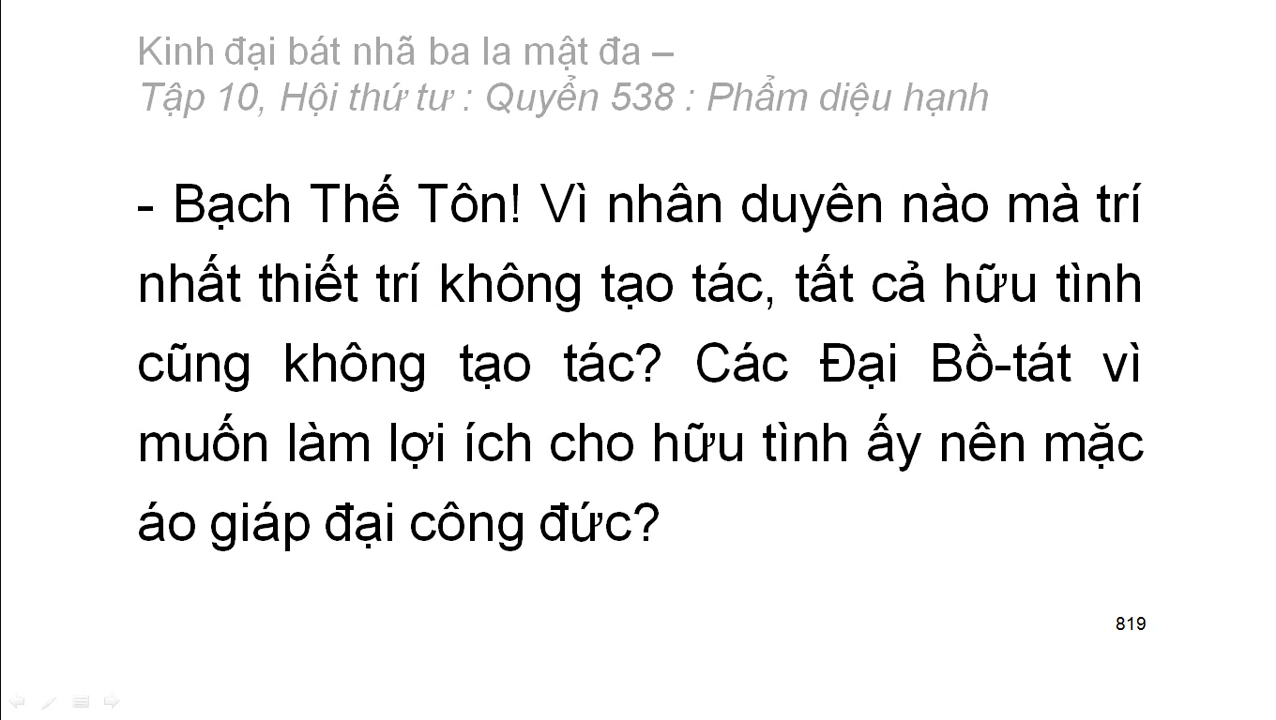 Kinh đại bát nhã ba la mật đa –
Tập 10, Hội thứ tư : Quyển 538 : Phẩm diệu hạnh
- Bạch Thế Tôn! Vì nhân duyên nào mà trí
nhất thiết trí không tạo tác, tất cả hữu tình
cũng không tạo tác? Các Đại Bồ-tát vì
muốn làm lợi ích cho hữu tình ấy nên mặc
áo giáp đại công đức?
819